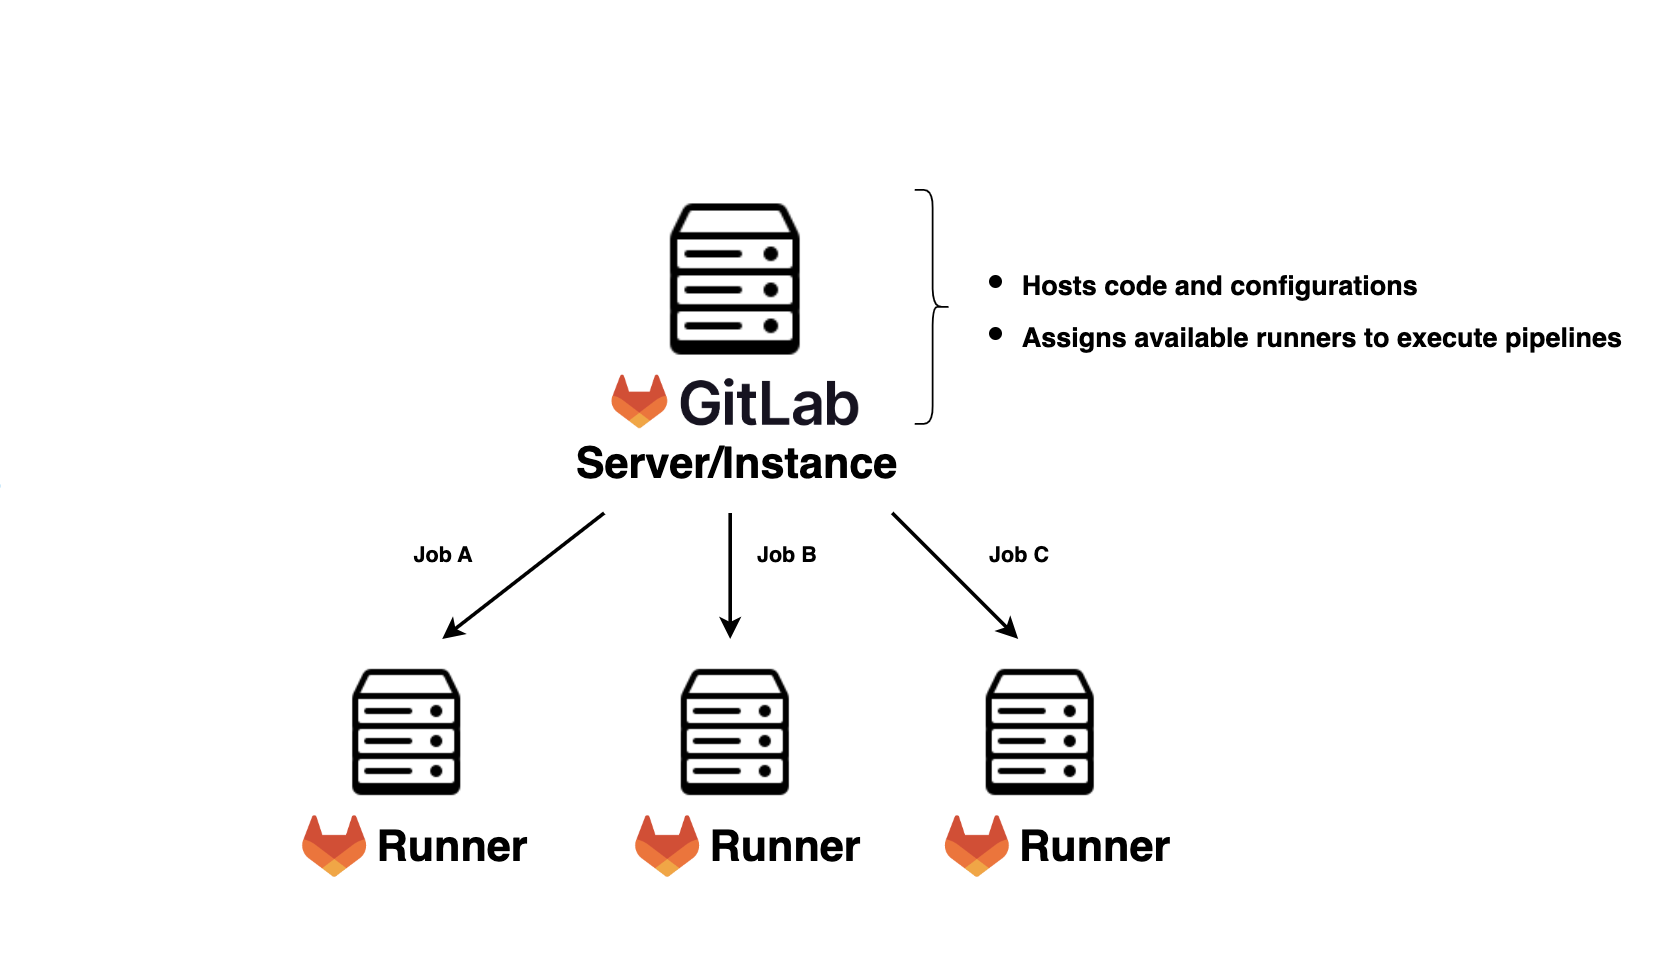 Hosts code and configurations
Assigns available runners to execute pipelines
GitLab
Server/Instance
Job A
Job B
Job C
Runner
Runner
Runner